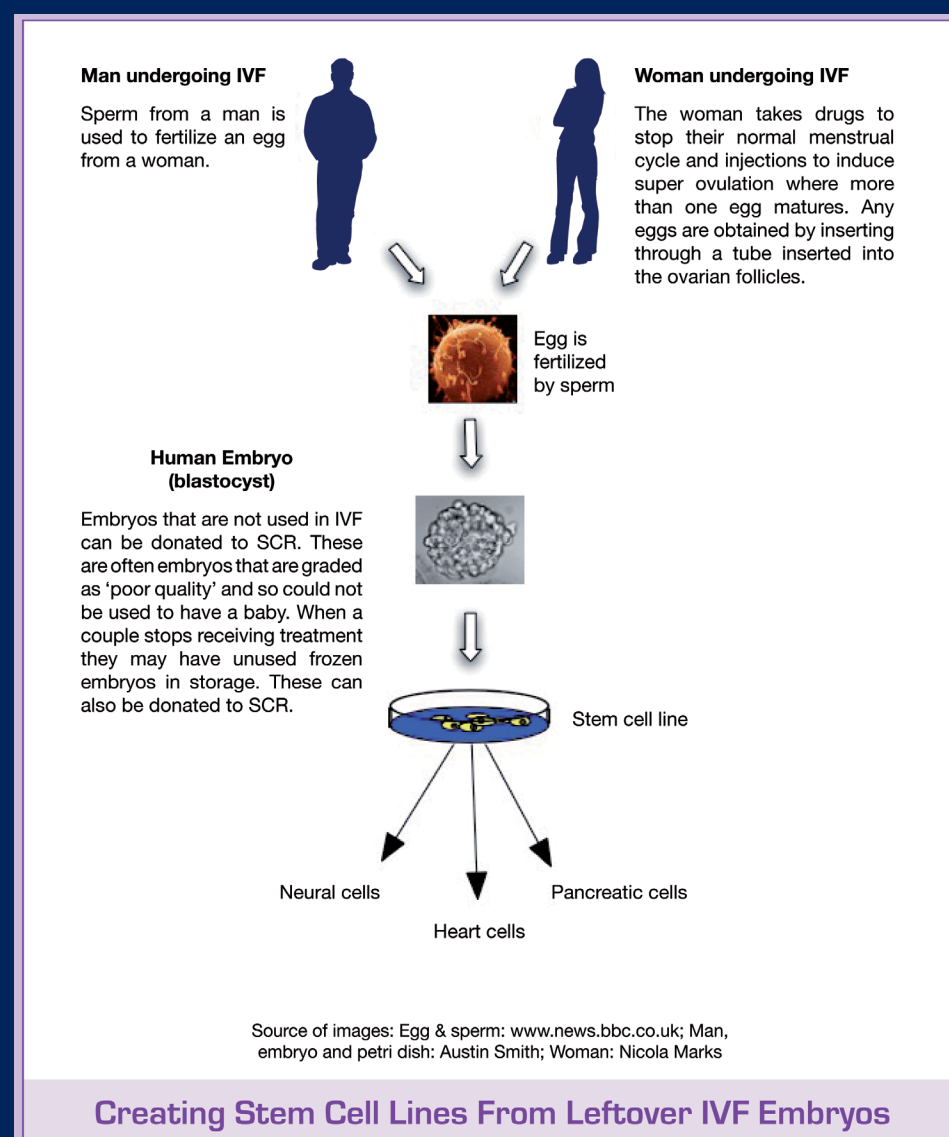 Man undergoing IVF
Sperm from a man is
used to fertilize an egg
from a woman.
Woman undergoing IVF
The woman takes drugs to
stop their normal menstrual
cycle and injections to induce
super ovulation where more
than one egg matures. Any
eggs are obtained by inserting
through a tube inserted into
the ovarian follicles.
Egg is
fertilized
by sperm
Human Embryo
(blastocyst)
Embryos that are not used in IVF
can be donated to SCR. These
are often embryos that are graded
as ‘poor quality’ and so could not
be used to have a baby. When a
couple stops receiving treatment
they may have unused frozen
embryos in storage. These can
also be donated to SCR.
Stem cell line
Neural cells
Pancreatic cells
Heart cells
Source of images: Egg & sperm: www.news.bbc.co.uk; Man,
embryo and petri dish: Austin Smith; Woman: Nicola Marks
Creating Stem Cell Lines From Leftover IVF Embryos